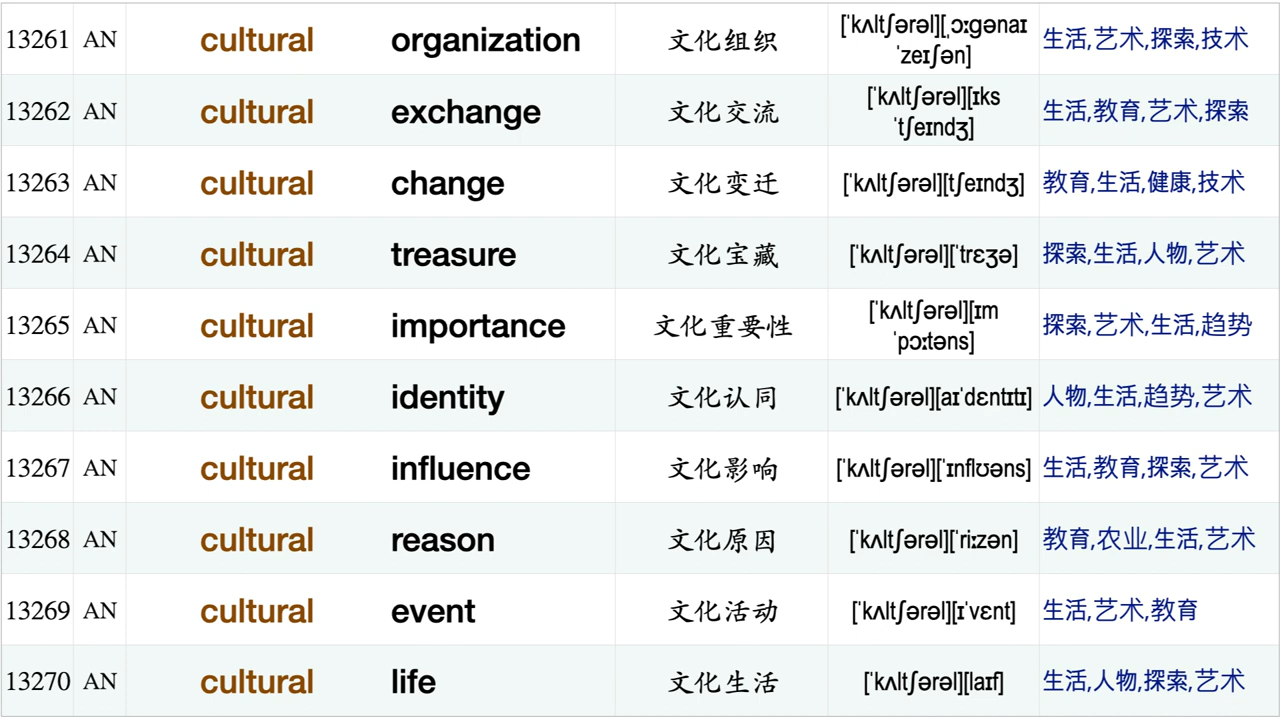 13261 AN cultural organization 文化组织 [ˈkʌltʃərəl][ˌɔːgənaɪˈzeɪʃən] 生活,艺术,探索,技术
13262 AN cultural exchange 文化交流 [ˈkʌltʃərəl][ɪksˈtʃeɪndʒ] 生活,教育,艺术,探索
13263 AN cultural change 文化变迁 [ˈkʌltʃərəl][tʃeɪndʒ] 教育,生活,健康,技术
13264 AN cultural treasure 文化宝藏 [ˈkʌltʃərəl][ˈtrɛʒə] 探索,生活,人物,艺术
13265 AN cultural importance 文化重要性 [ˈkʌltʃərəl][ɪmˈpɔːtəns] 探索,艺术,生活,趋势
13266 AN cultural identity 文化认同 [ˈkʌltʃərəl][aɪˈdɛntɪtɪ] 人物,生活,趋势,艺术
13267 AN cultural influence 文化影响 [ˈkʌltʃərəl][ˈɪnflʊəns] 生活,教育,探索,艺术
13268 AN cultural reason 文化原因 [ˈkʌltʃərəl][ˈriːzən] 教育,农业,生活,艺术
13269 AN cultural event 文化活动 [ˈkʌltʃərəl][ɪˈvɛnt] 生活,艺术,教育
13270 AN cultural life 文化生活 [ˈkʌltʃərəl][laɪf] 生活,人物,探索,艺术